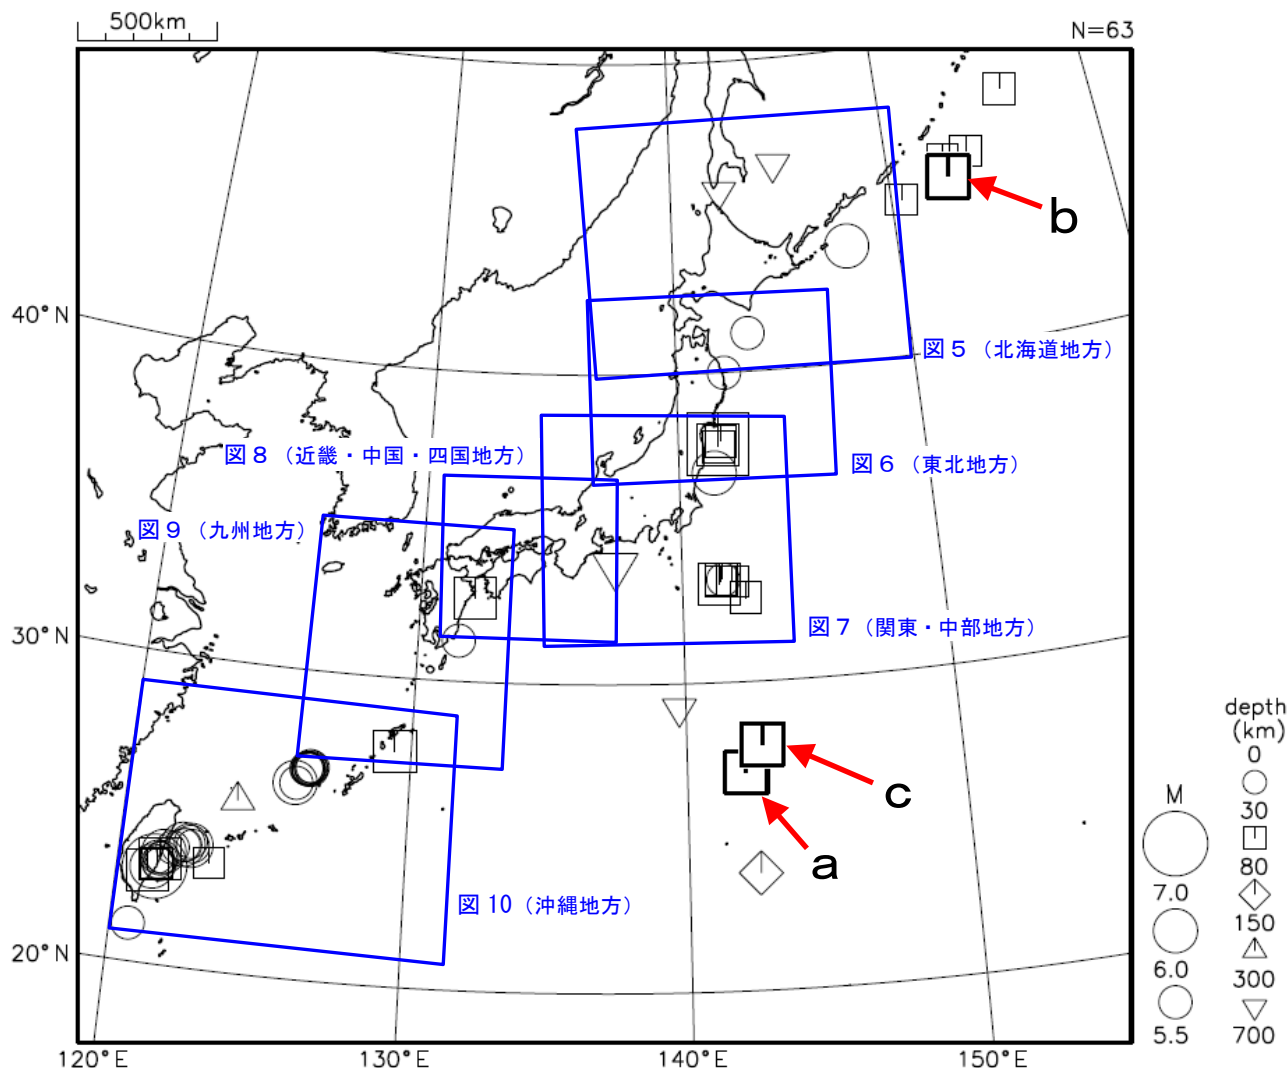 500km
N=63
b
40°N
図5（北海道地方）
図8（近畿・中国・四国地方）
図6（東北地方）
図9（九州地方）
30°N
図7（関東・中部地方）
c
a
図10（沖縄地方）
20°N
120°E
130°E
140°E
150°E
M
7.0
6.0
5.5
depth
(km)
0
30
80
150
300
700